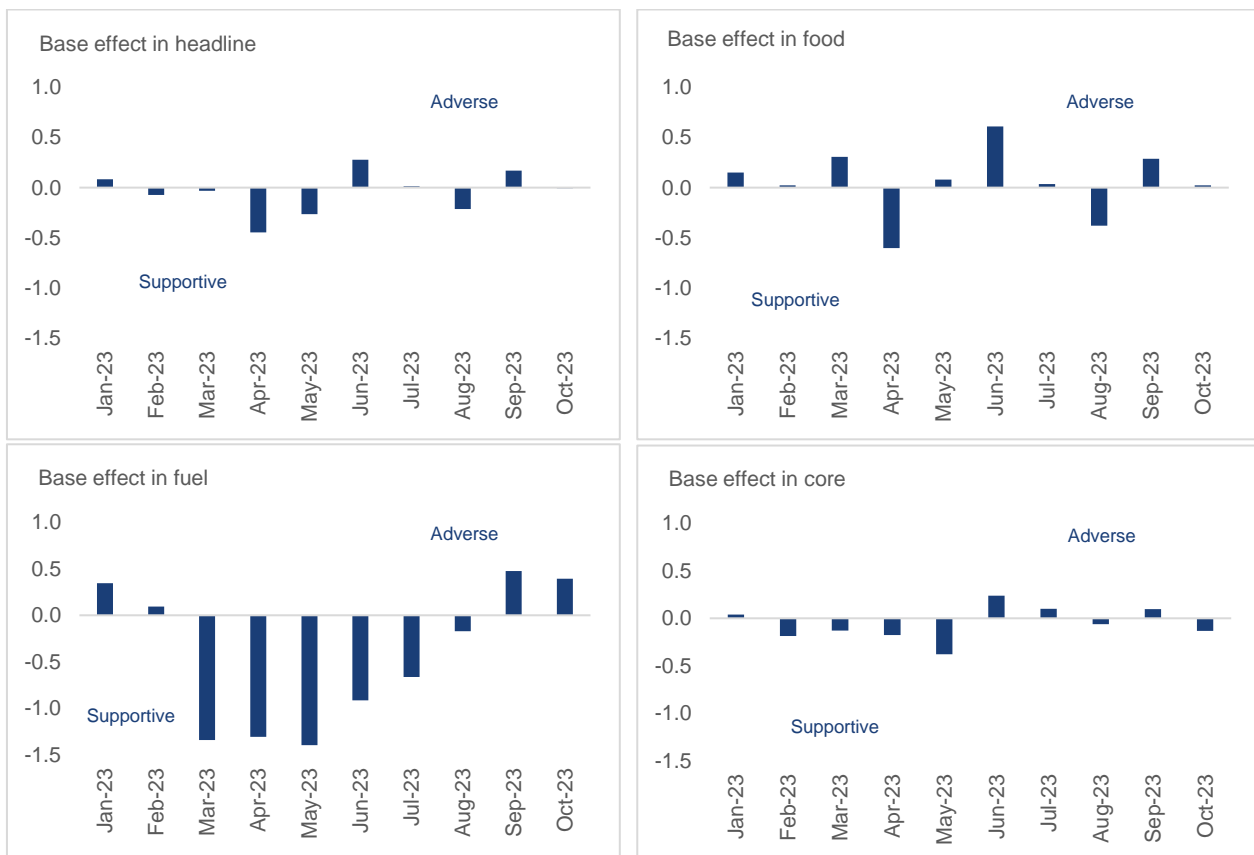 Base effect in headline
1.0
0.5
0.0
-0.5
-1.0
-1.5
Adverse
Supportive
Jan-23
Feb-23
Mar-23
Apr-23
May-23
Jun-23
Jul-23
Aug-23
Sep-23
Oct-23
Base effect in food
1.0
0.5
0.0
-0.5
-1.0
-1.5
Adverse
Supportive
Jan-23
Feb-23
Mar-23
Apr-23
May-23
Jun-23
Jul-23
Aug-23
Sep-23
Oct-23
Base effect in fuel
1.0
0.5
0.0
-0.5
-1.0
-1.5
Adverse
Supportive
Jan-23
Feb-23
Mar-23
Apr-23
May-23
Jun-23
Jul-23
Aug-23
Sep-23
Oct-23
Base effect in core
1.0
0.5
0.0
-0.5
-1.0
-1.5
Adverse
Supportive
Jan-23
Feb-23
Mar-23
Apr-23
May-23
Jun-23
Jul-23
Aug-23
Sep-23
Oct-23